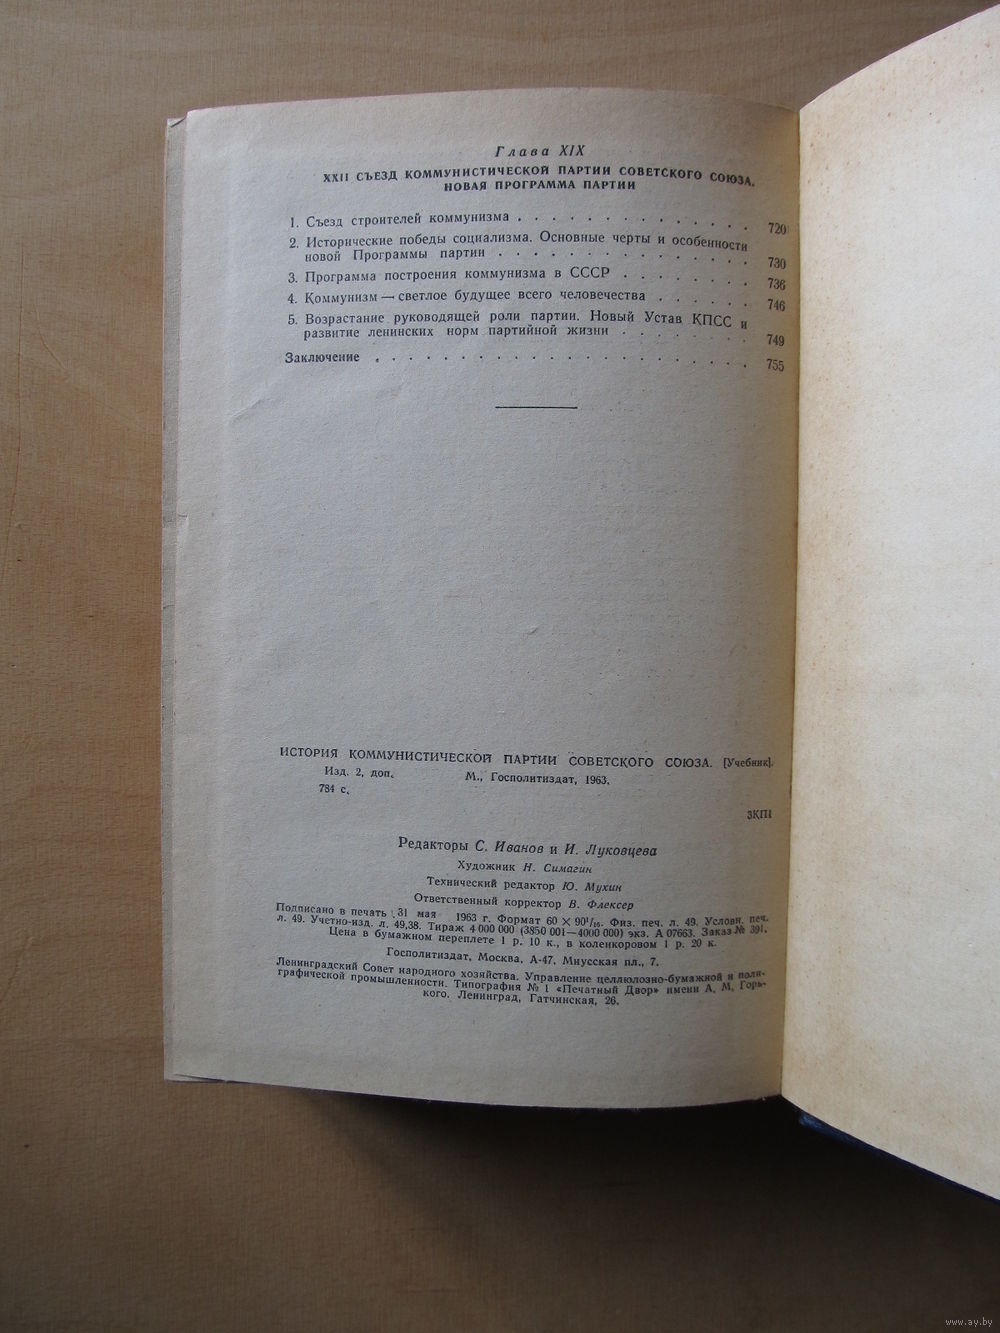 Глава XIX
XXII СЪЕЗД КОММУНИСТИЧЕСКОЙ ПАРТИИ СОВЕТСКОГО СОЮЗА.
НОВАЯ ПРОГРАММА ПАРТИИ
1. Съезд строителей коммунизма . . . . . . . . . . . . . 720
2. Исторические победы социализма. Основные черты и особенности
новой Программы партии . . . . . . . . . . . . . . 730
3. Программа построения коммунизма в СССР . . . . . . . 736
4. Коммунизм — светлое будущее всего человечества . . . . . . 746
5. Возрастание руководящей роли партии. Новый Устав КПСС и
развитие ленинских норм партийной жизни . . . . . . . . 749
Заключение . . . . . . . . . . . . . . . . . . . . 755
ИСТОРИЯ КОММУНИСТИЧЕСКОЙ ПАРТИИ СОВЕТСКОГО СОЮЗА. [Учебник].
Изд. 2, доп. М., Госполитиздат, 1963.
784 с.
3КП1
Редакторы С. Иванов и И. Луковцева
Художник Н. Симагин
Технический редактор Ю. Мухин
Ответственный корректор В. Флексер
Подписано в печать 31 мая 1963 г. Формат 60 × 90¹/₁₆. Физ. печ. л. 49. Условн. печ.
л. 49. Учетно-изд. л. 49,38. Тираж 4 000 000 (3850 001—4000 000) экз. А 07663. Заказ № 391.
Цена в бумажном переплете 1 р. 10 к., в коленкоровом 1 р. 20 к.
Госполитиздат, Москва, А-47, Миусская пл., 7.
Ленинградский Совет народного хозяйства. Управление целлюлозно-бумажной и поли-
графической промышленности. Типография № 1 «Печатный Двор» имени А. М. Горь-
кого. Ленинград, Гатчинская, 26.
www.ay.by